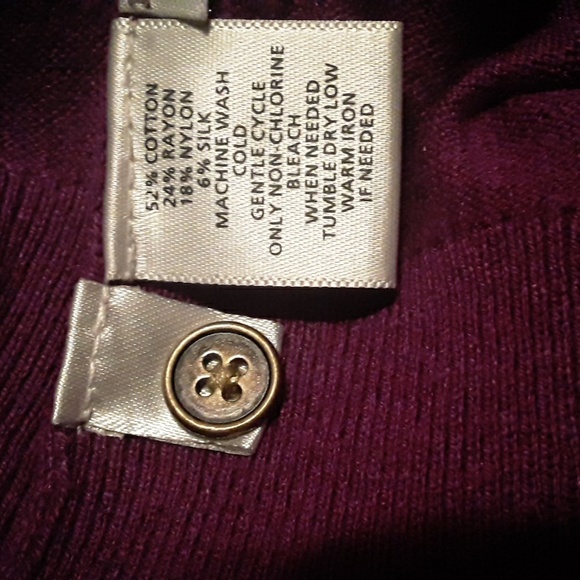 52% COTTON
24% RAYON
18% NYLON
6% SILK
MACHINE WASH
COLD
GENTLE CYCLE
ONLY NON-CHLORINE
BLEACH
WHEN NEEDED
TUMBLE DRY LOW
WARM IRON
IF NEEDED